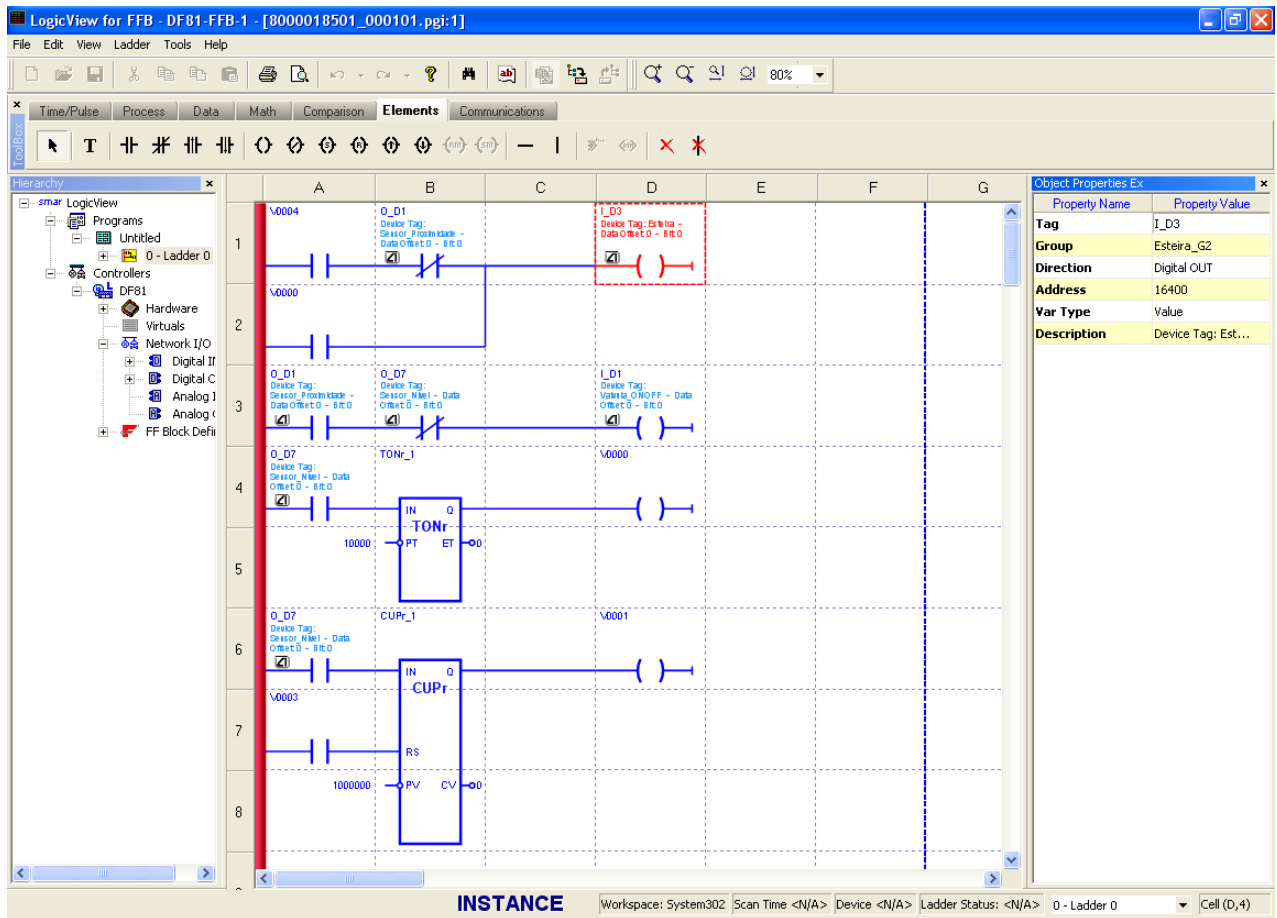 LogicView for FFB - DF81-FFB-1 - [8000018501_000101.pgi:1]
File Edit View Ladder Tools Help
80%
Time/Pulse Process Data Math Comparison Elements Communications
ToolBox
T
Hierarchy
smar LogicView
Programs
Untitled
0 - Ladder 0
Controllers
DF81
Hardware
Virtuals
Network I/O
Digital I
Digital C
Analog I
Analog
FF Block Defi
A B C D E F G
1
\/0004
O_D1
Device Tag:
Sensor_Proximidade -
Data Offset:0 - Bit:0
I_D3
Device Tag: Esteira -
Data Offset:0 - Bit:0
2
\/0000
3
O_D1
Device Tag:
Sensor_Proximidade -
Data Offset:0 - Bit:0
O_D7
Device Tag:
Sensor_Nivel - Data
Offset:0 - Bit:0
I_D1
Device Tag:
Valvula_ONOFF - Data
Offset:0 - Bit:0
4
O_D7
Device Tag:
Sensor_Nivel - Data
Offset:0 - Bit:0
TONr_1
\/0000
IN Q
TONr
5
10000 PT ET 0
6
O_D7
Device Tag:
Sensor_Nivel - Data
Offset:0 - Bit:0
CUPr_1
\/0001
IN Q
CUPr
7
\/0003
RS
8
1000000 PV CV 0
Object Properties Ex
Property Name Property Value
Tag I_D3
Group Esteira_G2
Direction Digital OUT
Address 16400
Var Type Value
Description Device Tag: Est...
INSTANCE Workspace: System302 Scan Time <N/A> Device <N/A> Ladder Status: <N/A> 0 - Ladder 0 Cell (D,4)